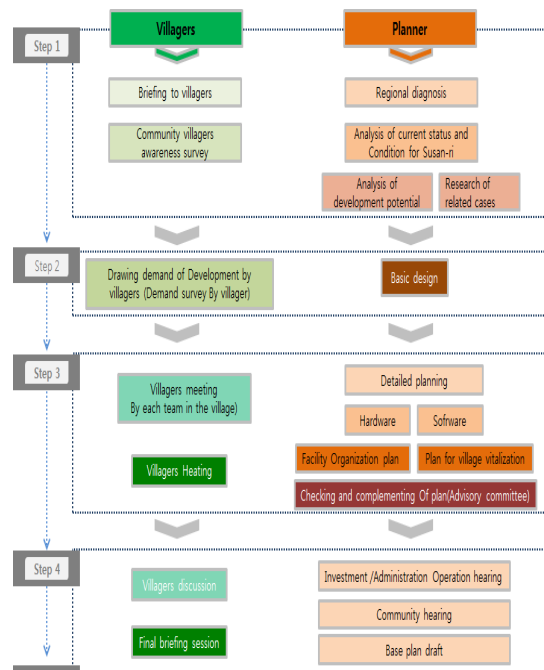 Villagers
Planner
Step 1
Briefing to villagers
Regional diagnosis
Community villagers
awareness survey
Analysis of current status and
Condition for Susan-ri
Analysis of
development potential
Research of
related cases
Step 2
Drawing demand of Development by
villagers (Demand survey By villager)
Basic design
Step 3
Villagers meeting
By each team in the village)
Detailed planning
Hardware
Sofrware
Villagers Heating
Facility Organization plan
Plan for village vitalization
Checking and complementing Of plan(Advisory committee)
Step 4
Villagers discussion
Investment /Administration Operation hearing
Community hearing
Final briefing session
Base plan draft